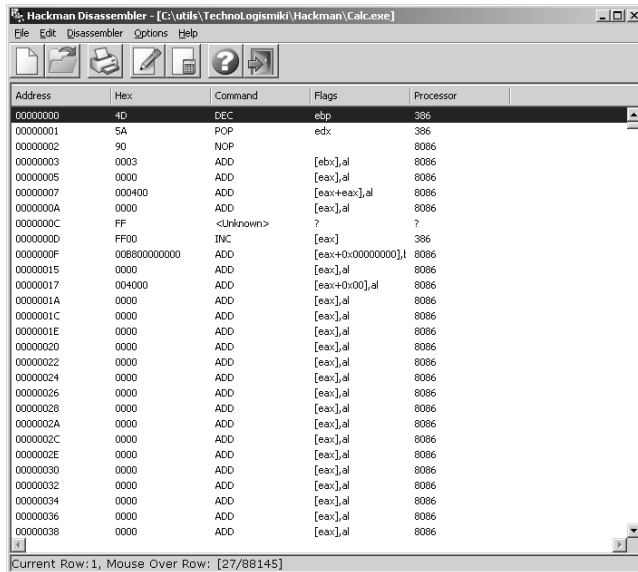 Hackman Disassembler - [C:\utils\TechnoLogismiki\Hackman\Calc.exe]
File Edit Disassembler Options Help
Address Hex Command Flags Processor
00000000 4D DEC ebp 386
00000001 5A POP edx 386
00000002 90 NOP 8086
00000003 0003 ADD [ebx],al 8086
00000005 0000 ADD [eax],al 8086
00000007 000400 ADD [eax+eax],al 8086
0000000A 0000 ADD [eax],al 8086
0000000C FF <Unknown> ? ?
0000000D FF00 INC [eax] 386
0000000F 00B800000000 ADD [eax+0x00000000],b 8086
00000015 0000 ADD [eax],al 8086
00000017 004000 ADD [eax+0x00],al 8086
0000001A 0000 ADD [eax],al 8086
0000001C 0000 ADD [eax],al 8086
0000001E 0000 ADD [eax],al 8086
00000020 0000 ADD [eax],al 8086
00000022 0000 ADD [eax],al 8086
00000024 0000 ADD [eax],al 8086
00000026 0000 ADD [eax],al 8086
00000028 0000 ADD [eax],al 8086
0000002A 0000 ADD [eax],al 8086
0000002C 0000 ADD [eax],al 8086
0000002E 0000 ADD [eax],al 8086
00000030 0000 ADD [eax],al 8086
00000032 0000 ADD [eax],al 8086
00000034 0000 ADD [eax],al 8086
00000036 0000 ADD [eax],al 8086
00000038 0000 ADD [eax],al 8086
Current Row:1, Mouse Over Row: [27/88145]